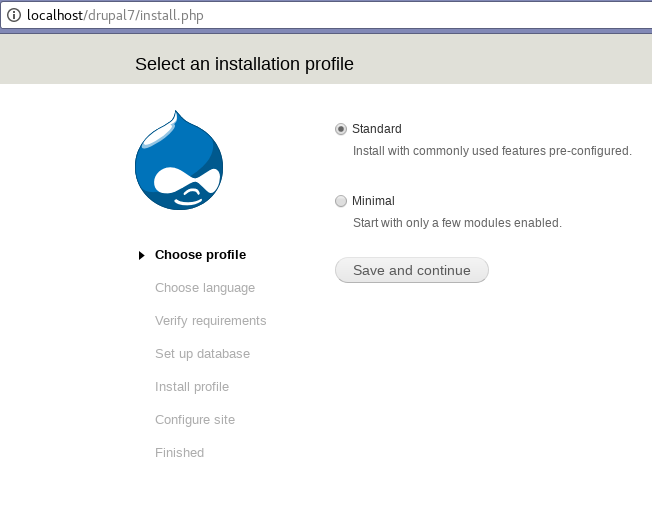 localhost/drupal7/install.php
Select an installation profile
Standard
Install with commonly used features pre-configured.
Minimal
Start with only a few modules enabled.
Save and continue
Choose profile
Choose language
Verify requirements
Set up database
Install profile
Configure site
Finished